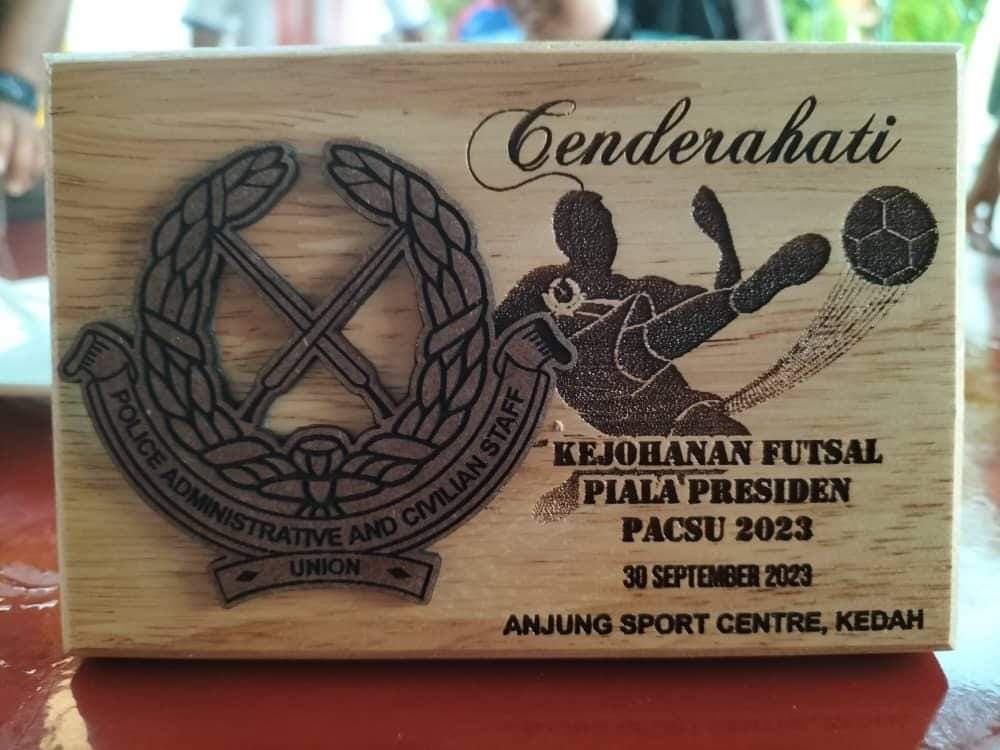 Cenderahati
POLICE ADMINISTRATIVE AND CIVILIAN STAFF
UNION
KEJOHANAN FUTSAL
PIALA PRESIDEN
PACSU 2023
30 SEPTEMBER 2023
ANJUNG SPORT CENTRE, KEDAH